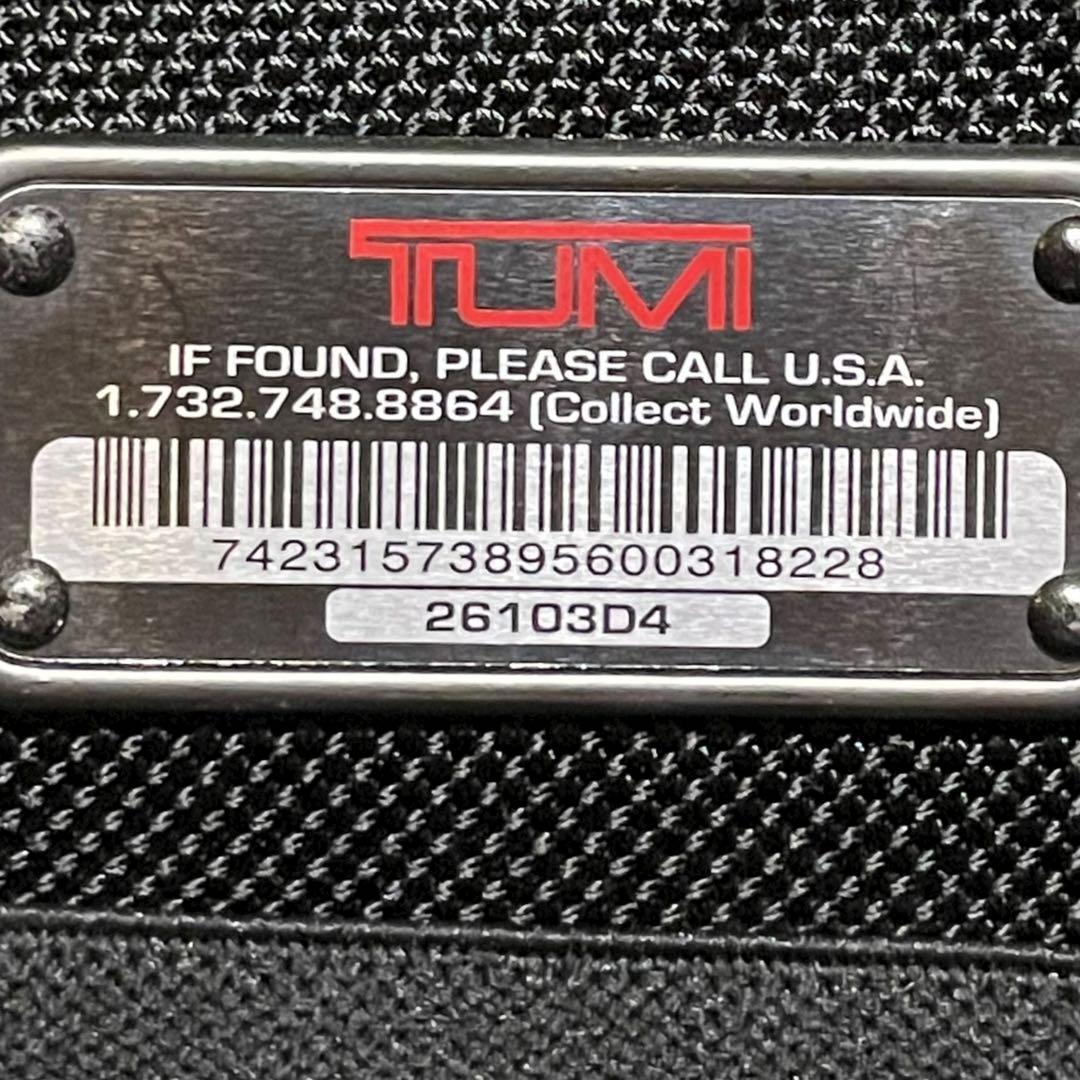 TUMI
IF FOUND, PLEASE CALL U.S.A.
1.732.748.8864 (Collect Worldwide)
74231573895600318228
26103D4